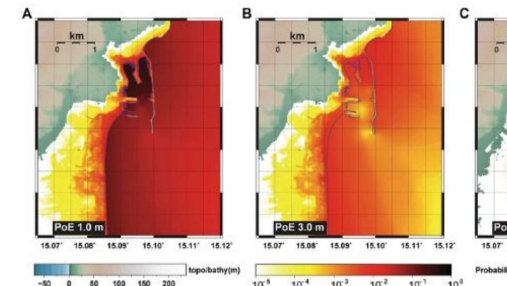 A
B
C
km
0 1
km
0 1
PoE 1.0 m
PoE 3.0 m
Po
15.07° 15.08° 15.09° 15.10° 15.11° 15.12°
15.07° 15.08° 15.09° 15.10° 15.11° 15.12°
15.07°
topo/bathy(m)
Probabili
−50 0 50 100 150 200
10⁻⁵ 10⁻⁴ 10⁻³ 10⁻² 10⁻¹ 10⁰